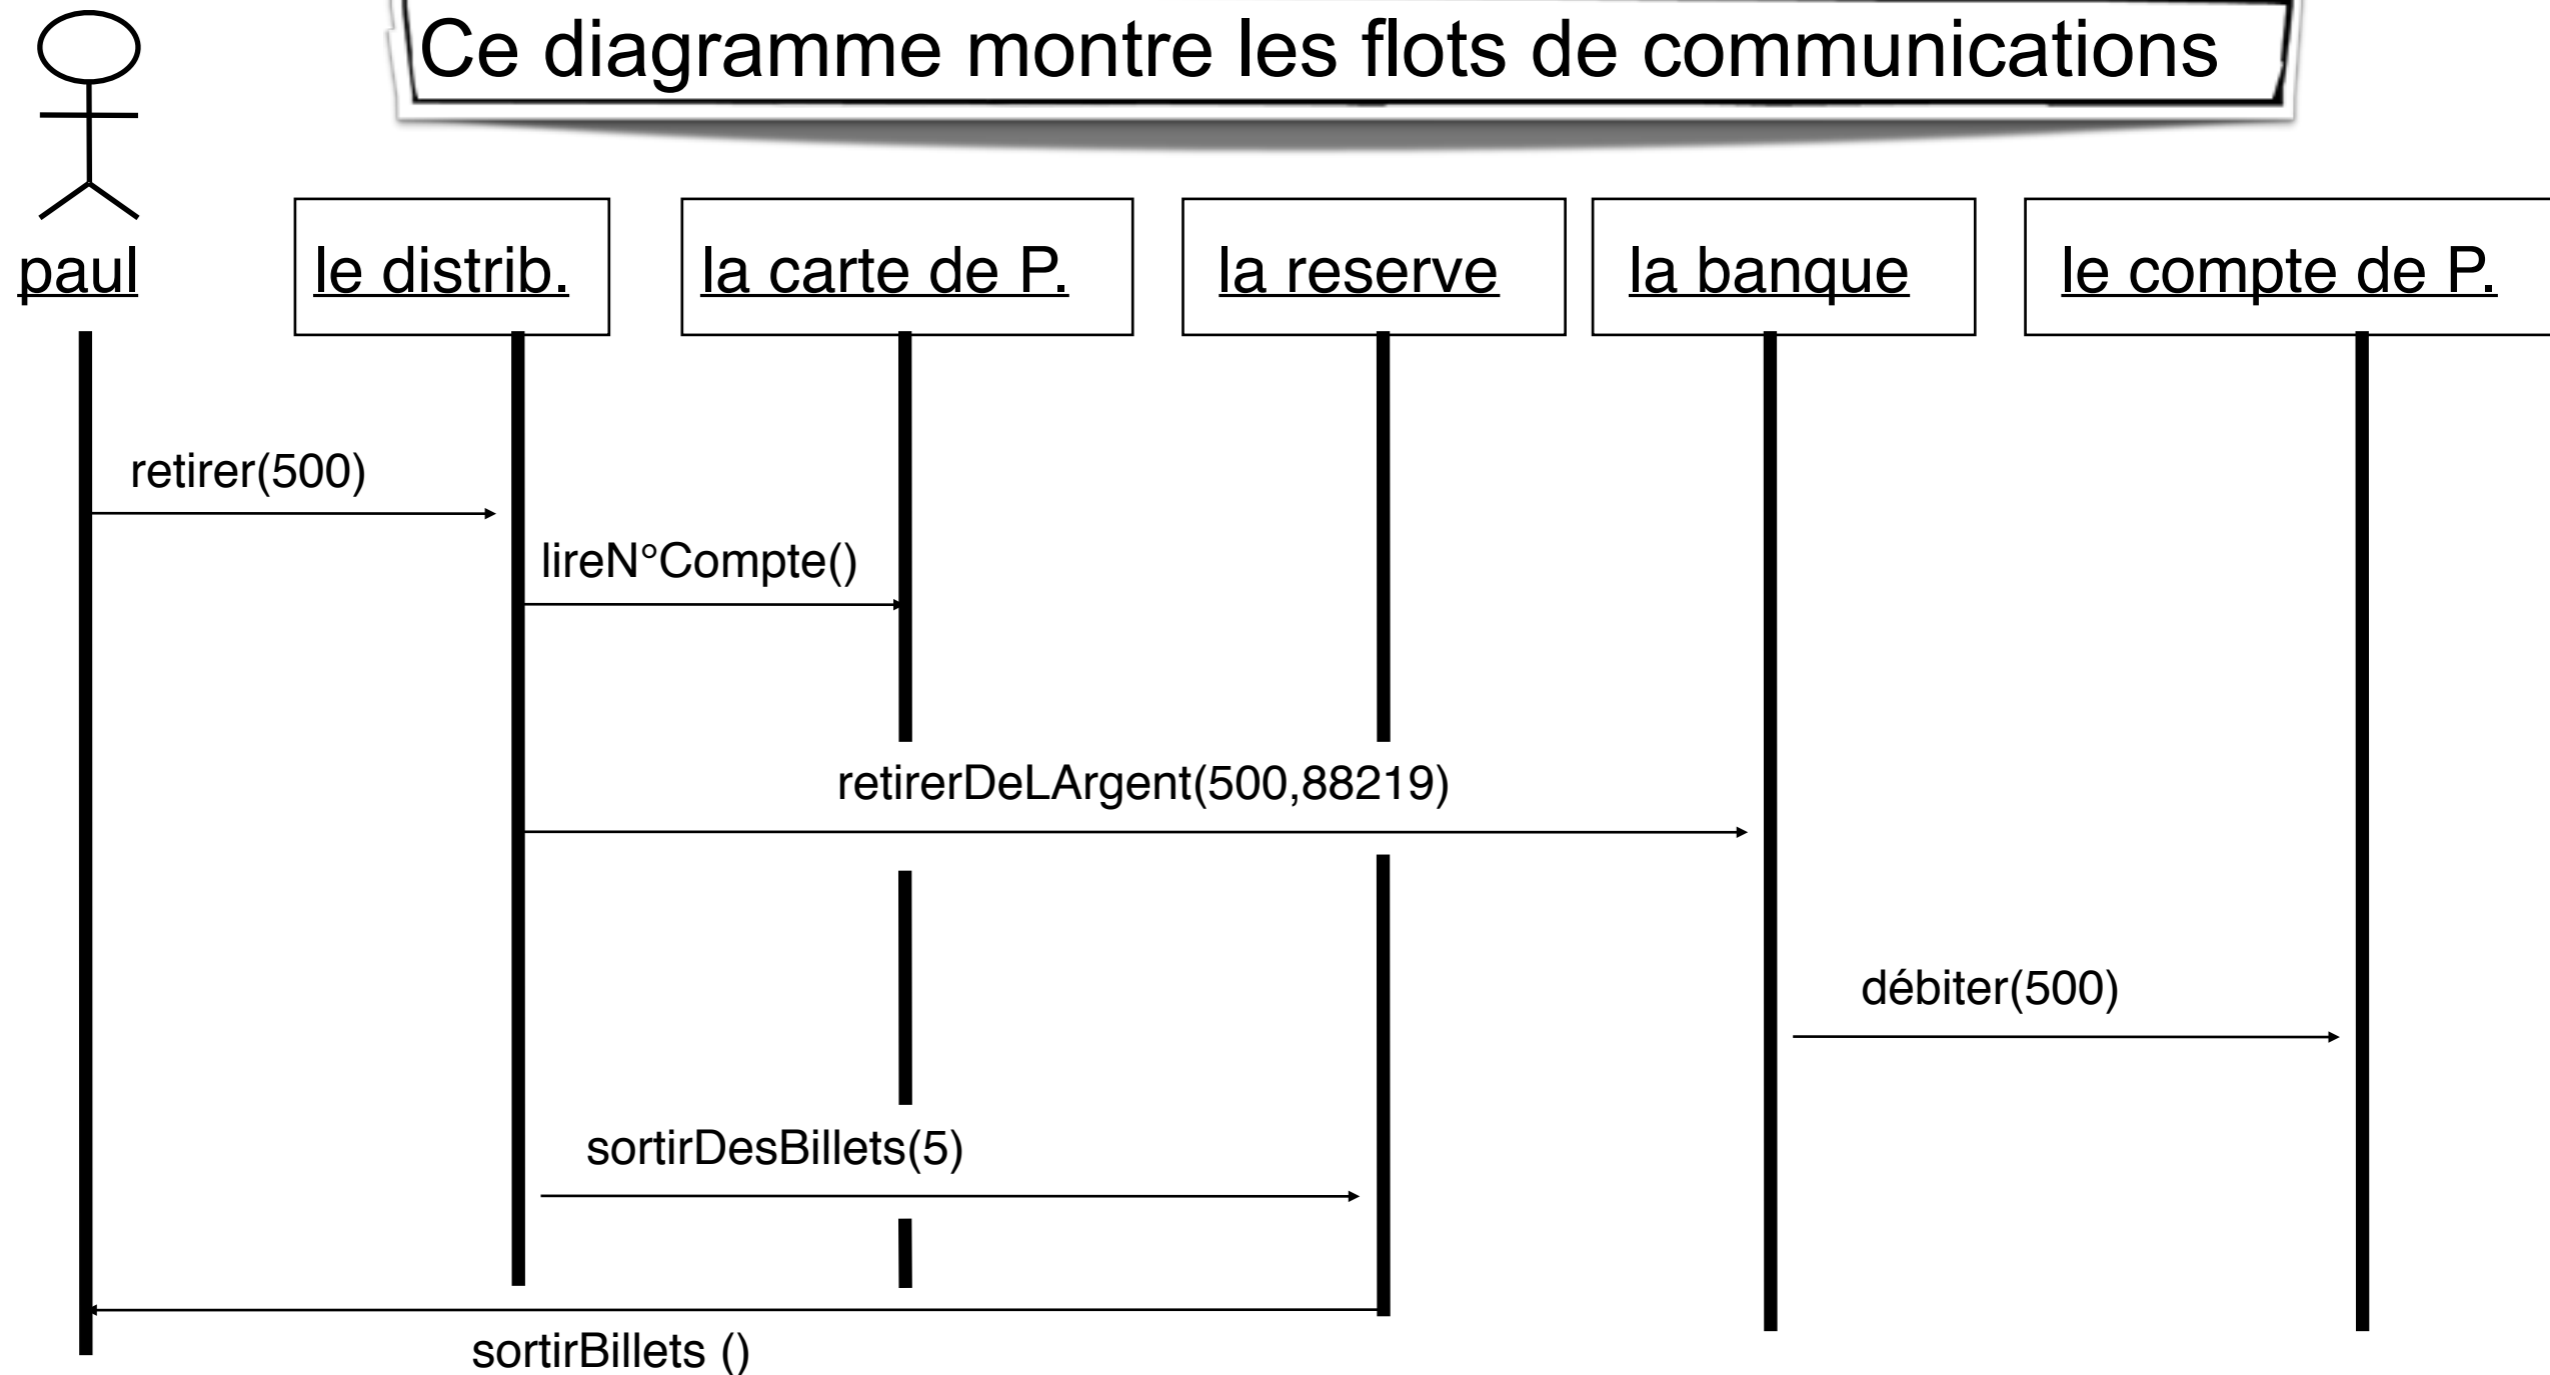 Ce diagramme montre les flots de communications
paul
le distrib.
la carte de P.
la reserve
la banque
le compte de P.
retirer(500)
lireN°Compte()
retirerDeLArgent(500,88219)
débiter(500)
sortirDesBillets(5)
sortirBillets ()